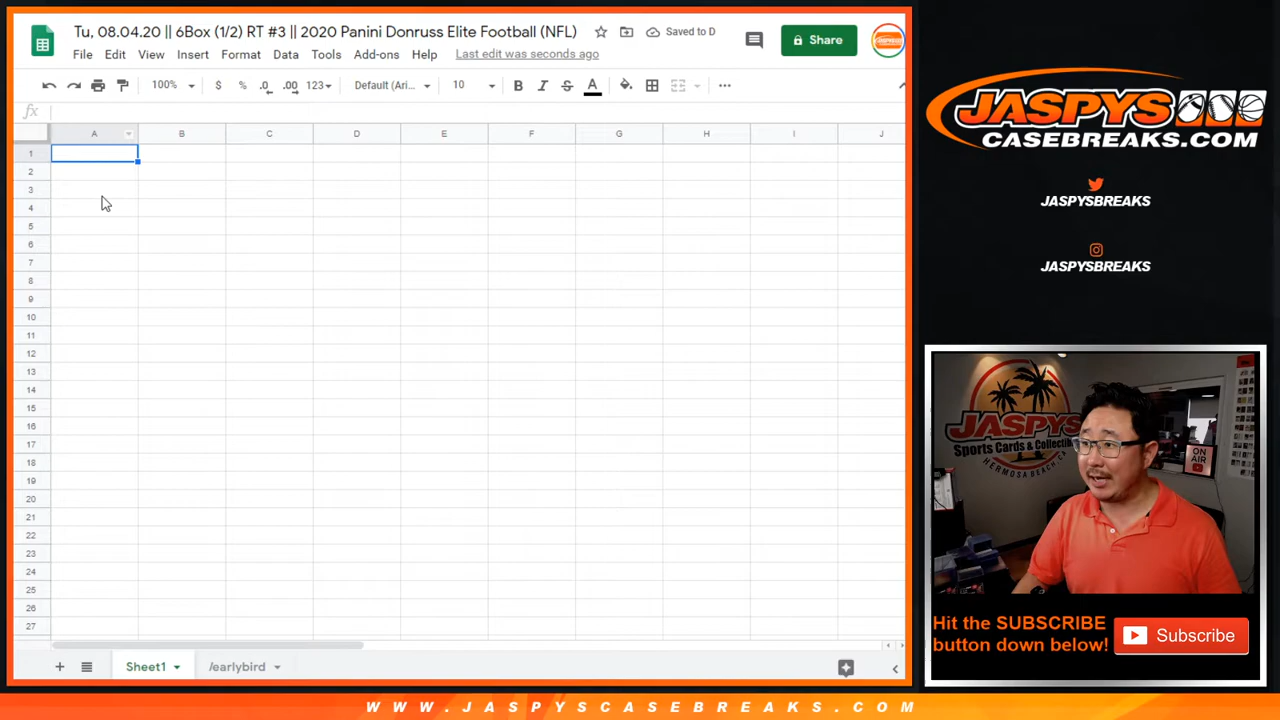 Tu, 08.04.20 || 6Box (1/2) RT #3 || 2020 Panini Donruss Elite Football (NFL)
Saved to D
Share
File Edit View Insert Format Data Tools Add-ons Help Last edit was seconds ago
100% $ % .0 .00 123 Default (Ari... 10 B I S A
fx
A B C D E F G H I J
1
2
3
4
5
6
7
8
9
10
11
12
13
14
15
16
17
18
19
20
21
22
23
24
25
26
27
Sheet1 /earlybird
JASPYS
CASEBREAKS.COM
JASPYSBREAKS
JASPYSBREAKS
JASPYS
Sports Cards & Collectib
HERMOSA BEACH, CA
ON
AIR
Hit the SUBSCRIBE
button down below!
Subscribe
WWW.JASPYSCASEBREAKS.COM